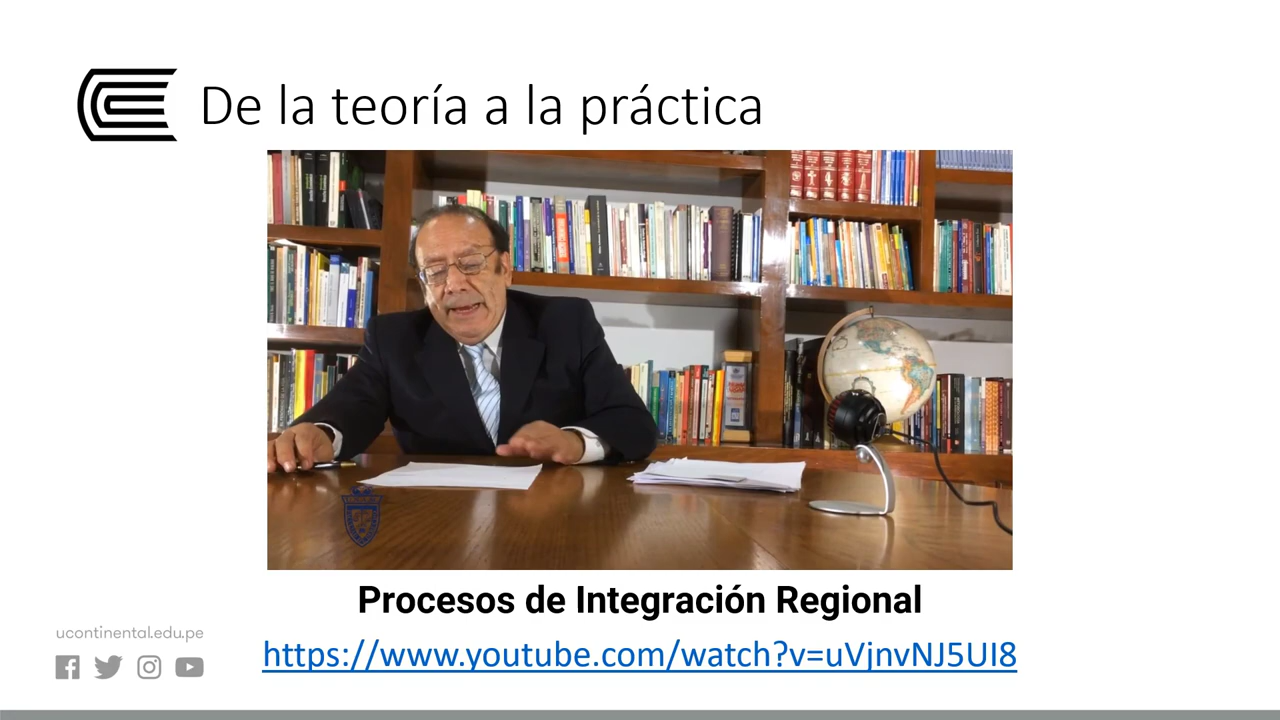 De la teoría a la práctica
Procesos de Integración Regional
ucontinental.edu.pe
https://www.youtube.com/watch?v=uVjnvNJ5UI8